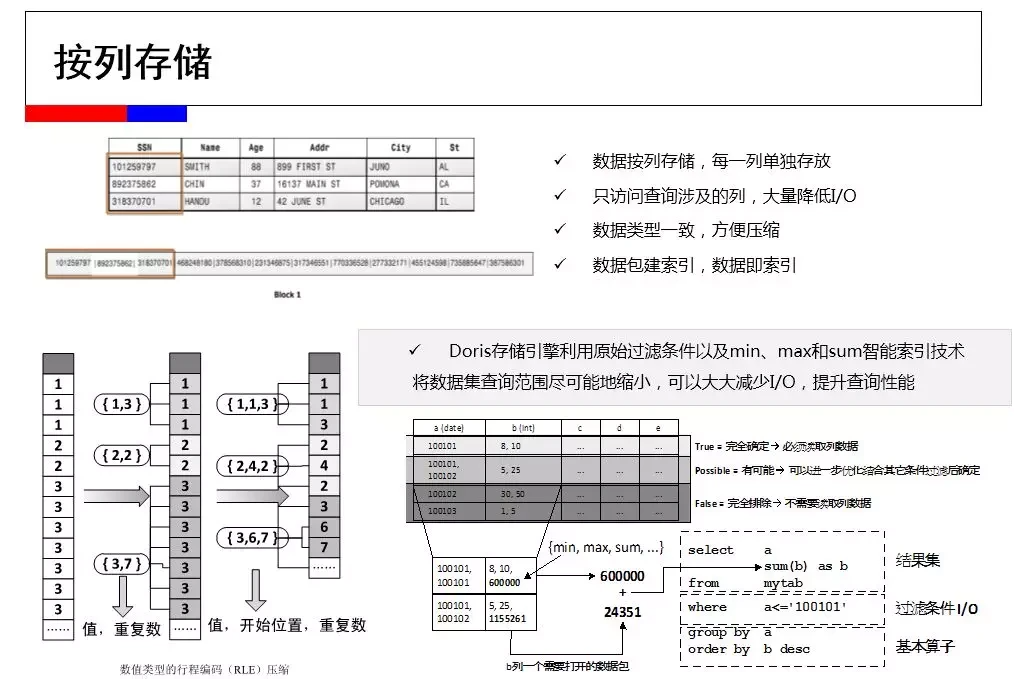 按列存储
SSN Name Age Addr City St
101259797 SMITH 88 899 FIRST ST JUNO AL
892375862 CHIN 37 16137 MAIN ST POMONA CA
318370701 HANDU 12 42 JUNE ST CHICAGO IL
101259797 |892375862| 318370701 468248180|378568310|231346875|317346551|770336528|277332171|455124598|735885647|387586301
Block 1
✓ 数据按列存储，每一列单独存放
✓ 只访问查询涉及的列，大量降低I/O
✓ 数据类型一致，方便压缩
✓ 数据包建索引，数据即索引
✓ Doris存储引擎利用原始过滤条件以及min、max和sum智能索引技术
将数据集查询范围尽可能地缩小，可以大大减少I/O，提升查询性能
1 1 1
1 { 1,3 } 1 { 1,1,3 } 1
1 1 3
2 { 2,2 } 2 2
2 2 { 2,4,2 } 4
3 3 2
3 3 3
3 3 { 3,6,7 } 6
3 3 7
3 { 3,7 } 3 ......
3 3
3 3
...... 值，重复数 ...... 值，开始位置，重复数
数值类型的行程编码（RLE）压缩
a (date) b (int) c d e
100101 8, 10 ... ... ...
100101, 100102 5, 25 ... ... ...
100102 30, 50 ... ... ...
100103 1, 5 ... ... ...
True = 完全确定 → 必须读取列数据
Possible = 有可能 → 可以进一步优化结合其它条件过滤后确定
False = 完全排除 → 不需要读取列数据
{min, max, sum, ...}
100101, 8, 10,
100101 600000
100101, 5, 25,
100102 1155261
600000
+
24351
b列一个需要打开的数据包
select a
sum(b) as b
from mytab
where a<='100101'
group by a
order by b desc
结果集
过滤条件I/O
基本算子